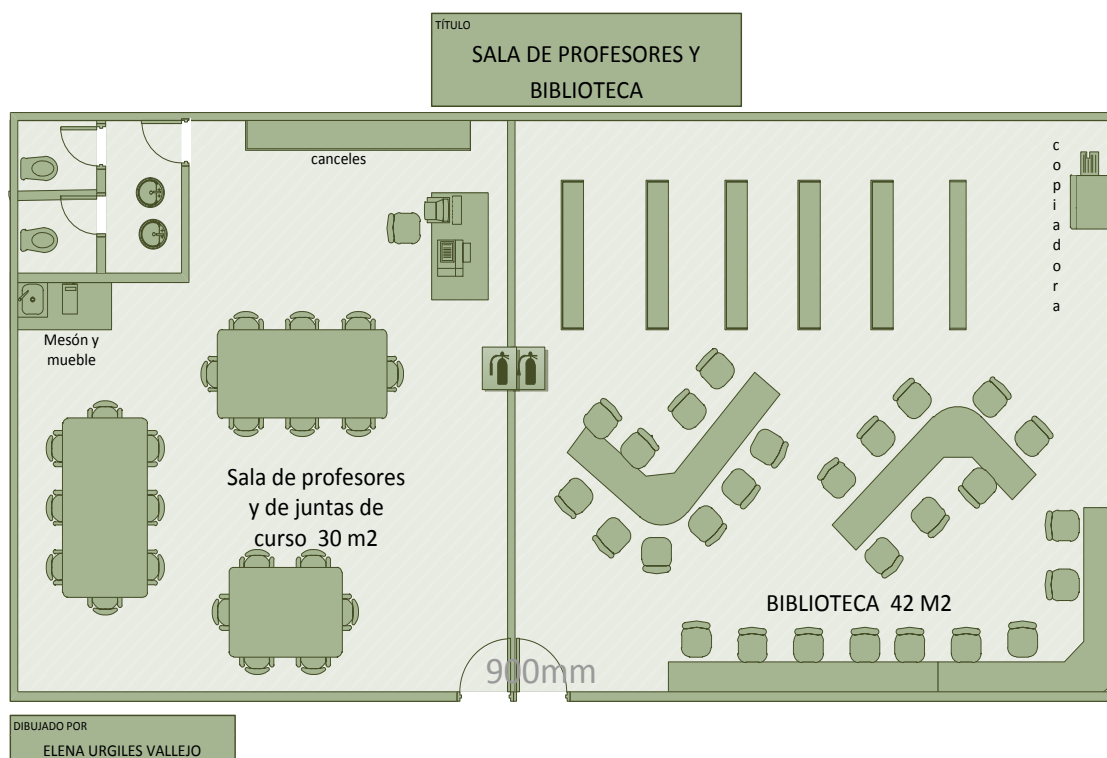 TÍTULO
SALA DE PROFESORES Y
BIBLIOTECA
canceles
copiadora
Mesón y
mueble
Sala de profesores
y de juntas de
curso 30 m2
BIBLIOTECA 42 M2
900mm
DIBUJADO POR
ELENA URGILES VALLEJO